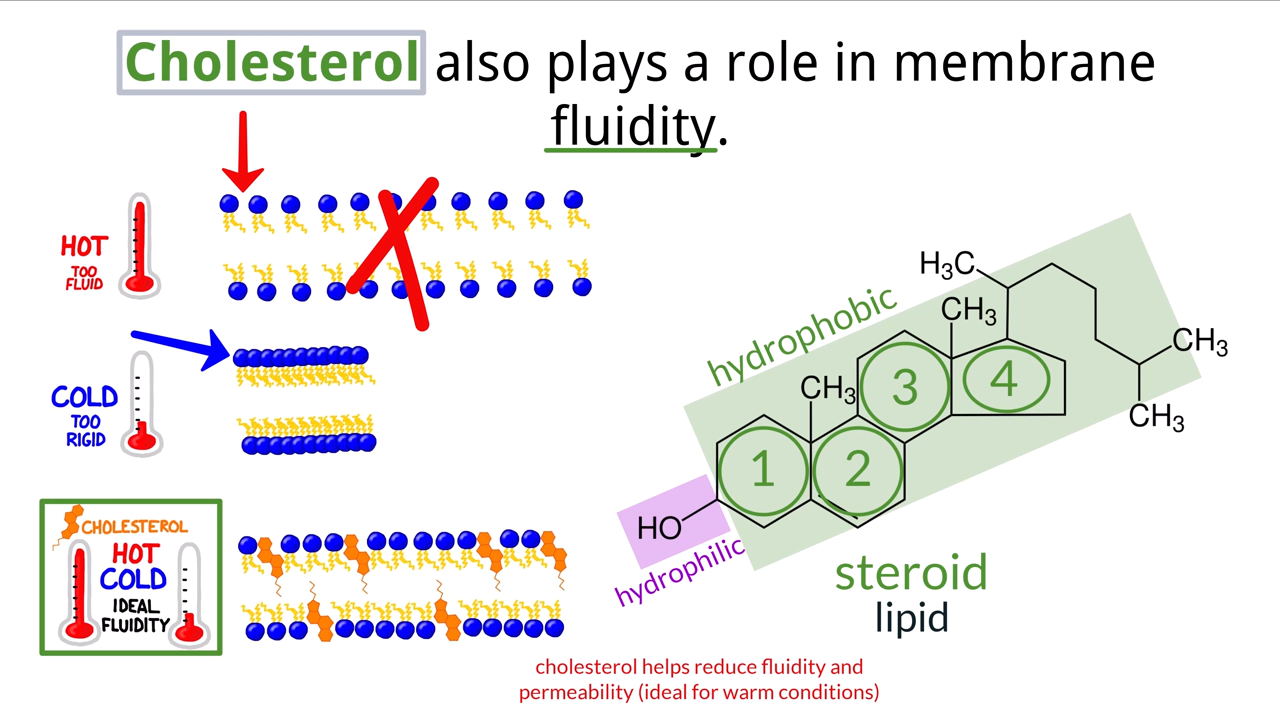 Cholesterol also plays a role in membrane
fluidity.
HOT
TOO
FLUID
COLD
TOO
RIGID
CHOLESTEROL
HOT
COLD
IDEAL
FLUIDITY
hydrophobic
H₃C
CH₃
CH₃
CH₃
CH₃
3
4
1
2
HO
hydrophilic
steroid
lipid
cholesterol helps reduce fluidity and
permeability (ideal for warm conditions)